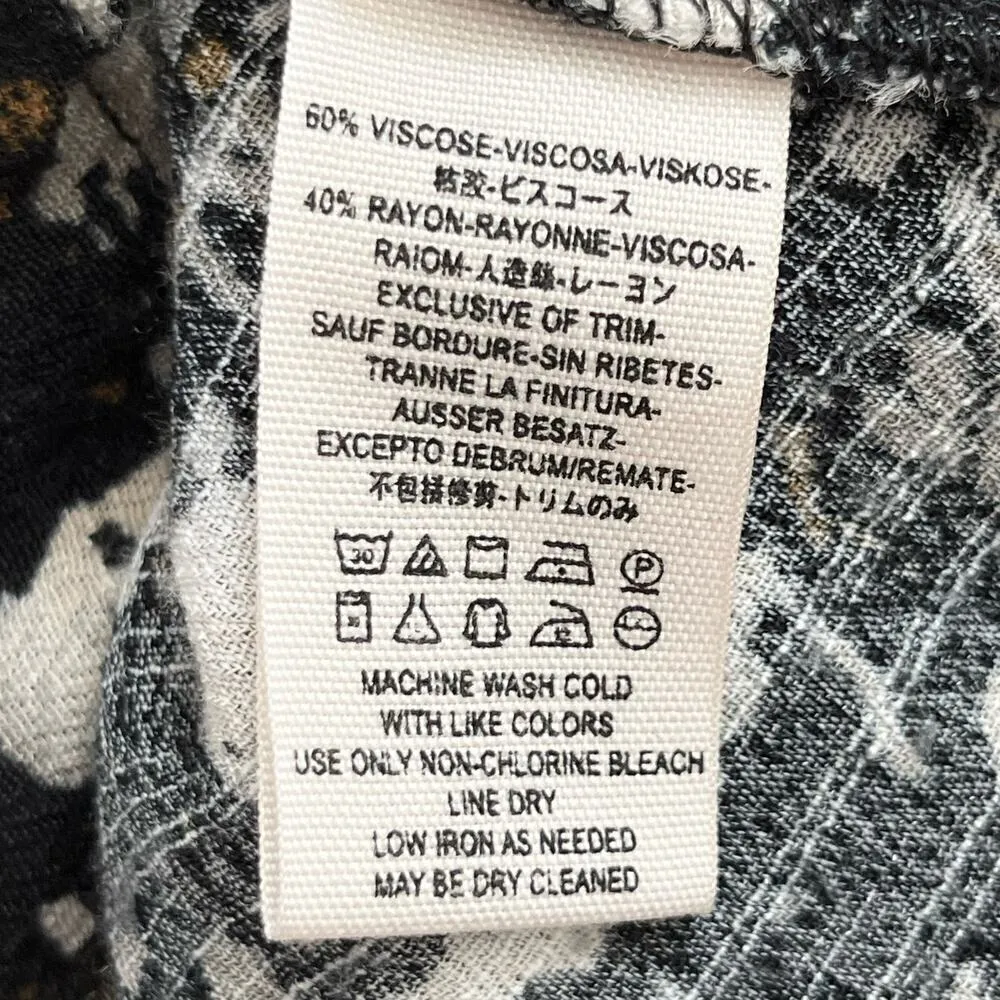 60% VISCOSE-VISCOSA-VISKOSE-
粘胶-ビスコース
40% RAYON-RAYONNE-VISCOSA-
RAIOM-人造絲-レーヨン
EXCLUSIVE OF TRIM-
SAUF BORDURE-SIN RIBETES-
TRANNE LA FINITURA-
AUSSER BESATZ-
EXCEPTO DEBRUM/REMATE-
不包括修剪-トリムのみ
30 P
MACHINE WASH COLD
WITH LIKE COLORS
USE ONLY NON-CHLORINE BLEACH
LINE DRY
LOW IRON AS NEEDED
MAY BE DRY CLEANED